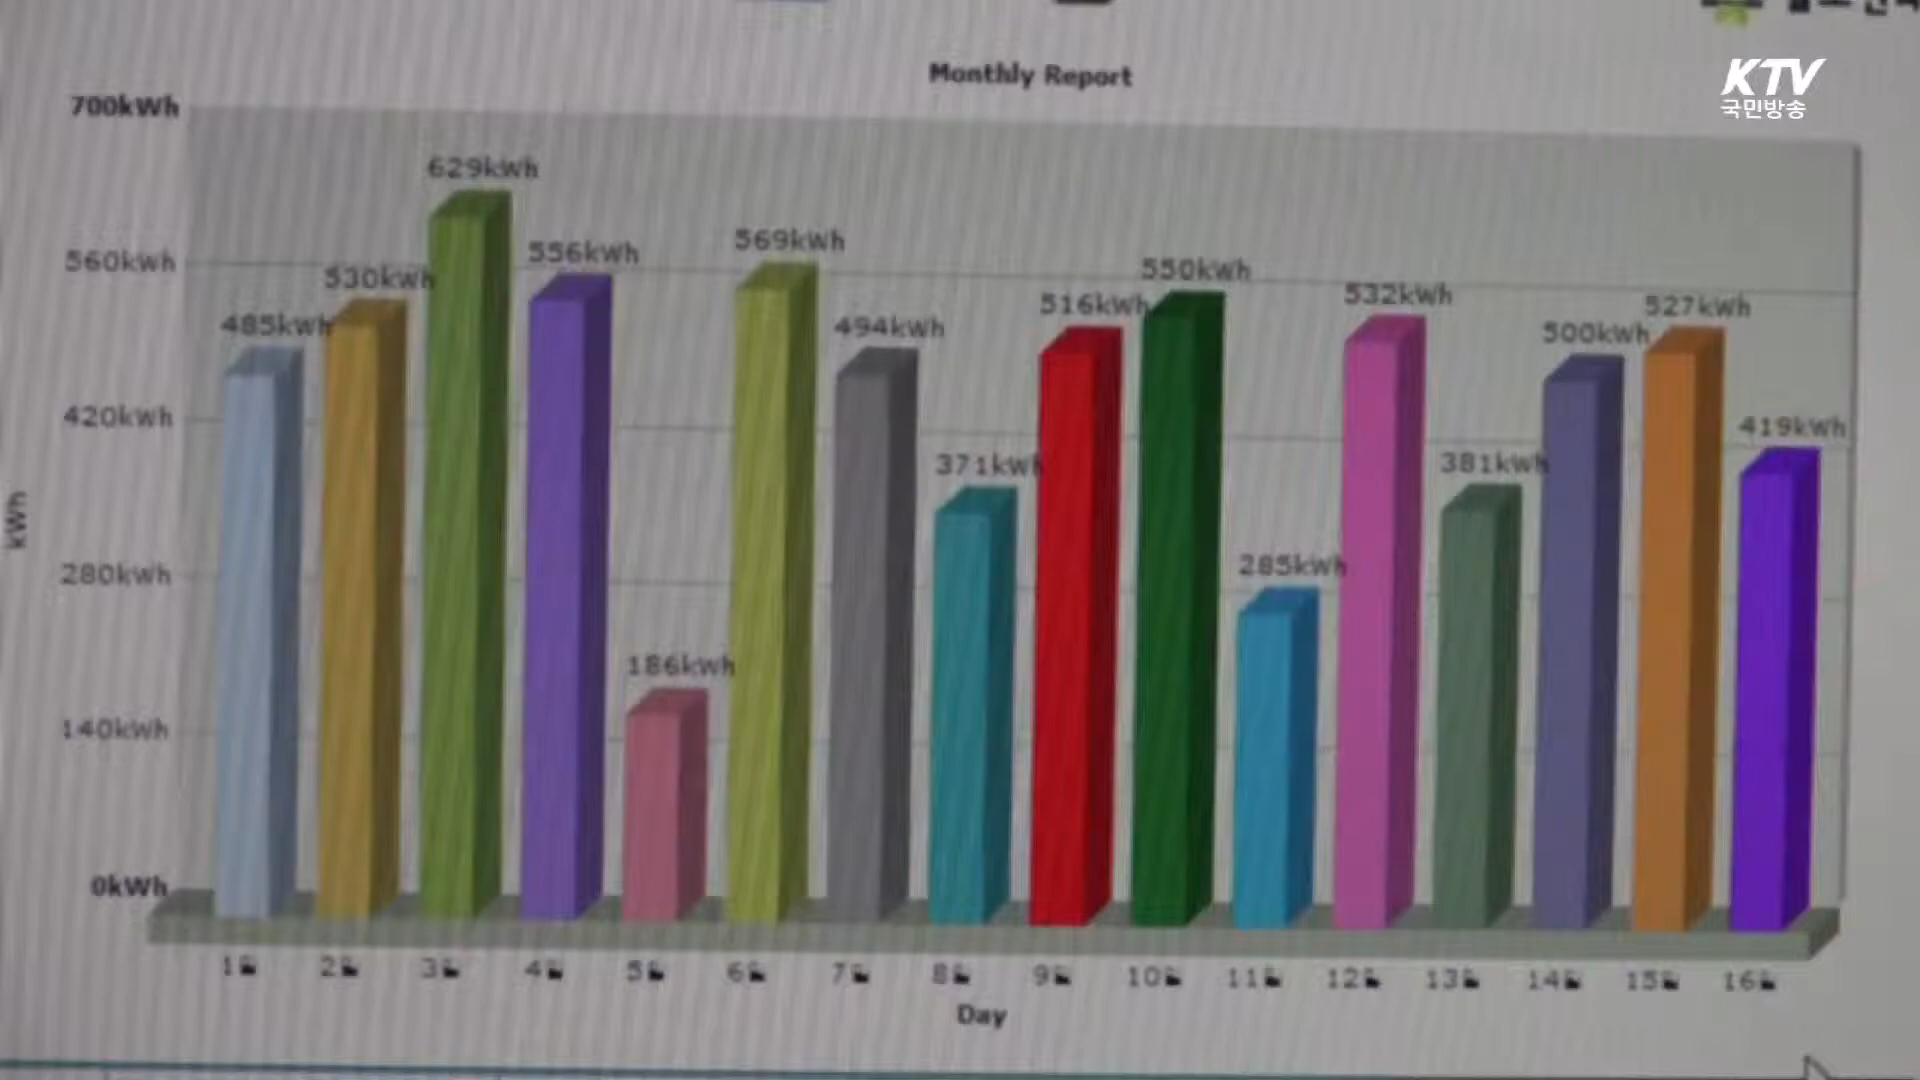 KTV
국민방송
Monthly Report
700kWh
560kWh
420kWh
280kWh
140kWh
0kWh
kWh
485kWh
530kWh
629kWh
556kWh
186kWh
569kWh
494kWh
371kWh
516kWh
550kWh
285kWh
532kWh
381kWh
500kWh
527kWh
419kWh
1 2 3 4 5 6 7 8 9 10 11 12 13 14 15 16
Day